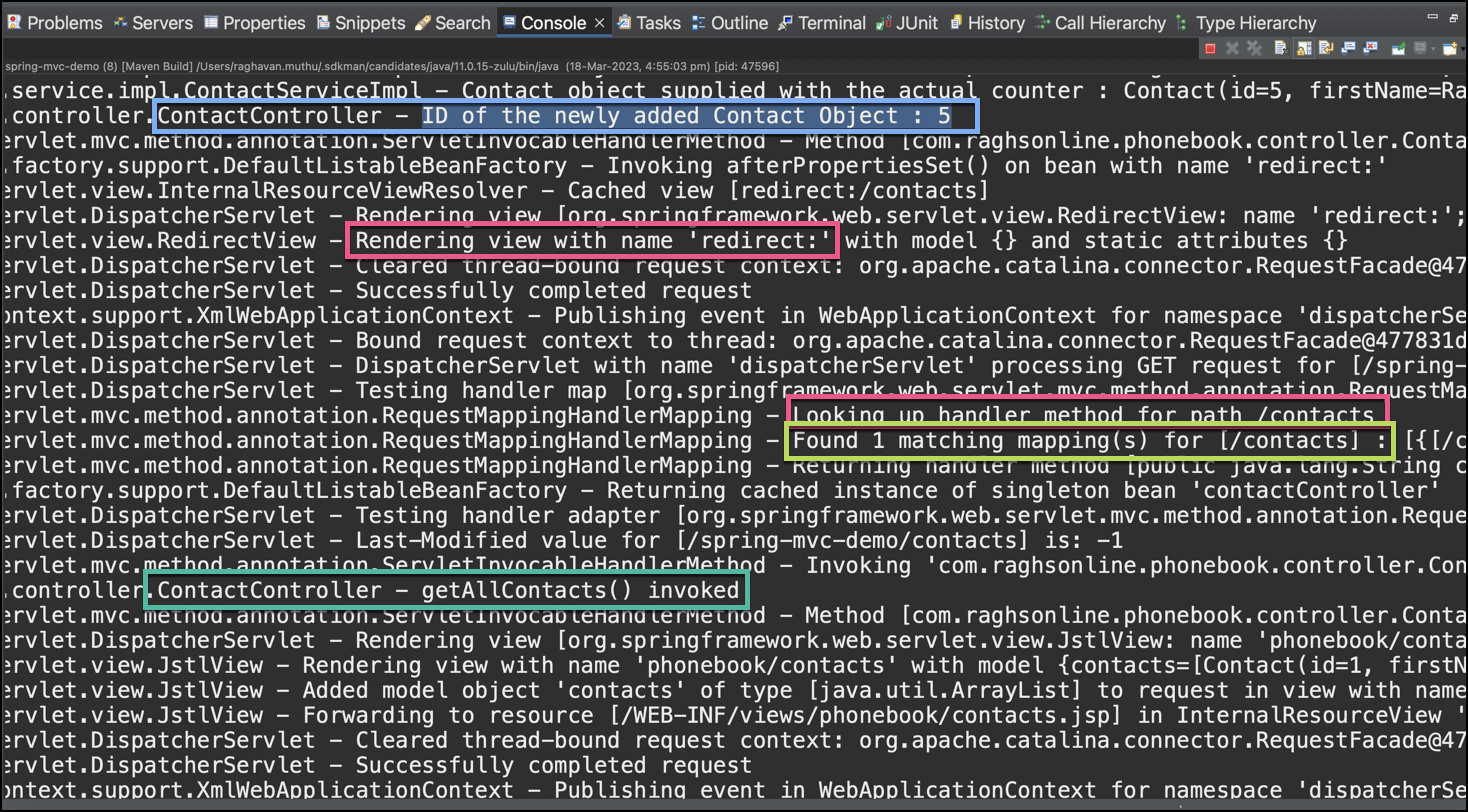 Problems Servers Properties Snippets Search Console Tasks Outline Terminal JUnit History Call Hierarchy Type Hierarchy
spring-mvc-demo (8) [Maven Build] /Users/raghavan.muthu/.sdkman/candidates/java/11.0.15-zulu/bin/java (18-Mar-2023, 4:55:03 pm) [pid: 47596]
.service.impl.ContactServiceImpl - Contact object supplied with the actual counter : Contact(id=5, firstName=Ra
.controller.ContactController - ID of the newly added Contact Object : 5
ervlet.mvc.method.annotation.ServletInvocableHandlerMethod - Method [com.raghsonline.phonebook.controller.Conta
.factory.support.DefaultListableBeanFactory - Invoking afterPropertiesSet() on bean with name 'redirect:'
ervlet.view.InternalResourceViewResolver - Cached view [redirect:/contacts]
ervlet.DispatcherServlet - Rendering view [org.springframework.web.servlet.view.RedirectView: name 'redirect:';
ervlet.view.RedirectView - Rendering view with name 'redirect:' with model {} and static attributes {}
ervlet.DispatcherServlet - Cleared thread-bound request context: org.apache.catalina.connector.RequestFacade@47
ervlet.DispatcherServlet - Successfully completed request
ontext.support.XmlWebApplicationContext - Publishing event in WebApplicationContext for namespace 'dispatcherSe
ervlet.DispatcherServlet - Bound request context to thread: org.apache.catalina.connector.RequestFacade@477831d
ervlet.DispatcherServlet - DispatcherServlet with name 'dispatcherServlet' processing GET request for [/spring-
ervlet.DispatcherServlet - Testing handler map [org.springframework.web.servlet.mvc.method.annotation.RequestMa
ervlet.mvc.method.annotation.RequestMappingHandlerMapping - Looking up handler method for path /contacts
ervlet.mvc.method.annotation.RequestMappingHandlerMapping - Found 1 matching mapping(s) for [/contacts] : [{[/c
ervlet.mvc.method.annotation.RequestMappingHandlerMapping - Returning handler method [public java.lang.String c
.factory.support.DefaultListableBeanFactory - Returning cached instance of singleton bean 'contactController'
ervlet.DispatcherServlet - Testing handler adapter [org.springframework.web.servlet.mvc.method.annotation.Reque
ervlet.DispatcherServlet - Last-Modified value for [/spring-mvc-demo/contacts] is: -1
ervlet.mvc.method.annotation.ServletInvocableHandlerMethod - Invoking 'com.raghsonline.phonebook.controller.Con
.controller.ContactController - getAllContacts() invoked
ervlet.mvc.method.annotation.ServletInvocableHandlerMethod - Method [com.raghsonline.phonebook.controller.Conta
ervlet.DispatcherServlet - Rendering view [org.springframework.web.servlet.view.JstlView: name 'phonebook/conta
ervlet.view.JstlView - Rendering view with name 'phonebook/contacts' with model {contacts=[Contact(id=1, firstN
ervlet.view.JstlView - Added model object 'contacts' of type [java.util.ArrayList] to request in view with name
ervlet.view.JstlView - Forwarding to resource [/WEB-INF/views/phonebook/contacts.jsp] in InternalResourceView '
ervlet.DispatcherServlet - Cleared thread-bound request context: org.apache.catalina.connector.RequestFacade@47
ervlet.DispatcherServlet - Successfully completed request
ontext.support.XmlWebApplicationContext - Publishing event in WebApplicationContext for namespace 'dispatcherSe